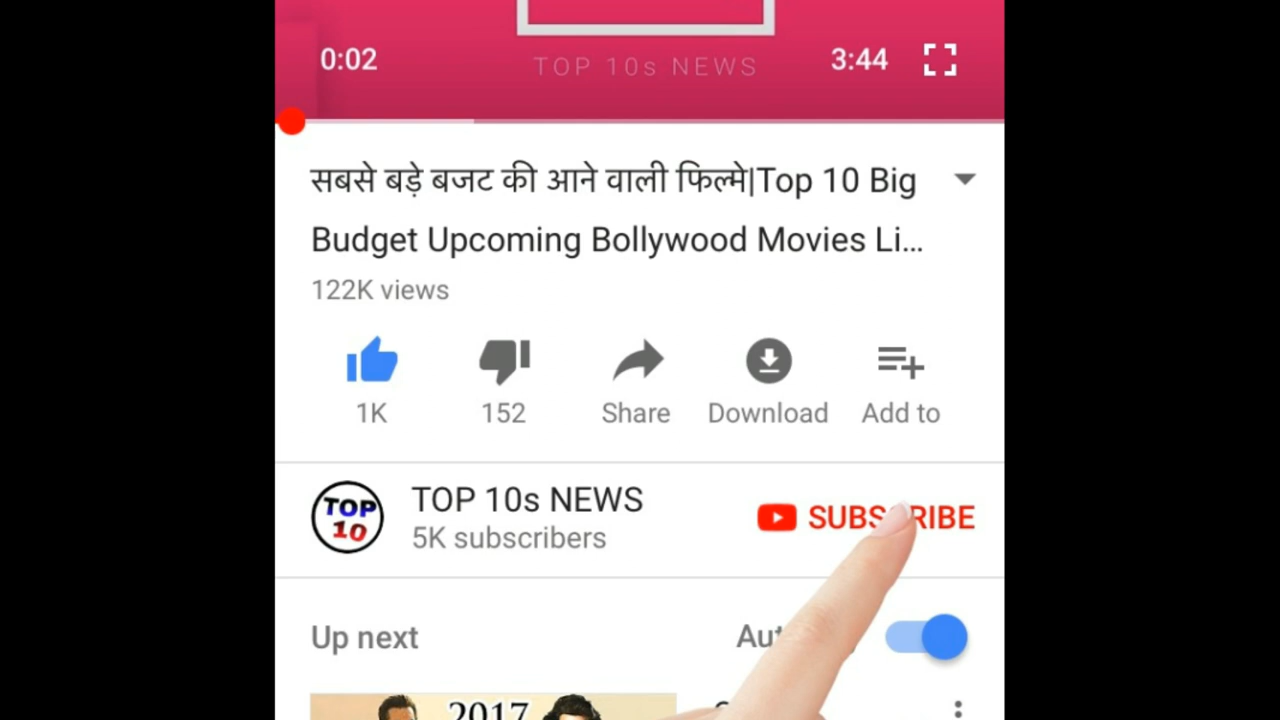 0:02
3:44
TOP 10s NEWS
सबसे बड़े बजट की आने वाली फिल्मे|Top 10 Big
Budget Upcoming Bollywood Movies Li...
122K views
1K
152
Share
Download
Add to
TOP
10
TOP 10s NEWS
SUBSCRIBE
5K subscribers
Up next
2017